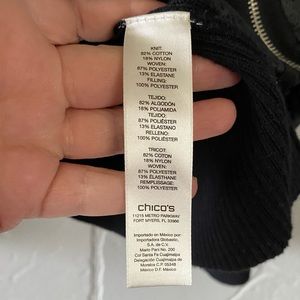 KNIT:
82% COTTON
18% NYLON
WOVEN:
87% POLYESTER
13% ELASTANE
FILLING:
100% POLYESTER
TEJIDO:
82% ALGODÓN
18% POLIAMIDA
TEJIDO:
87% POLIÉSTER
13% ELASTANO
RELLENO:
100% POLIÉSTER
TRICOT:
82% COTON
18% NYLON
WOVEN:
87% POLYESTER
13% ÉLASTHANE
REMPLISSAGE:
100% POLYESTER
chico's
11215 METRO PARKWAY
FORT MYERS, FL 33966
Importado en México por:
Importadora Globastic,
S.A. de C.V.
Mario Pani No. 200
Col Santa Fe Cuajimalpa
Delegación Cuajimalpa de
Morelos C.P. 05348
México D.F.